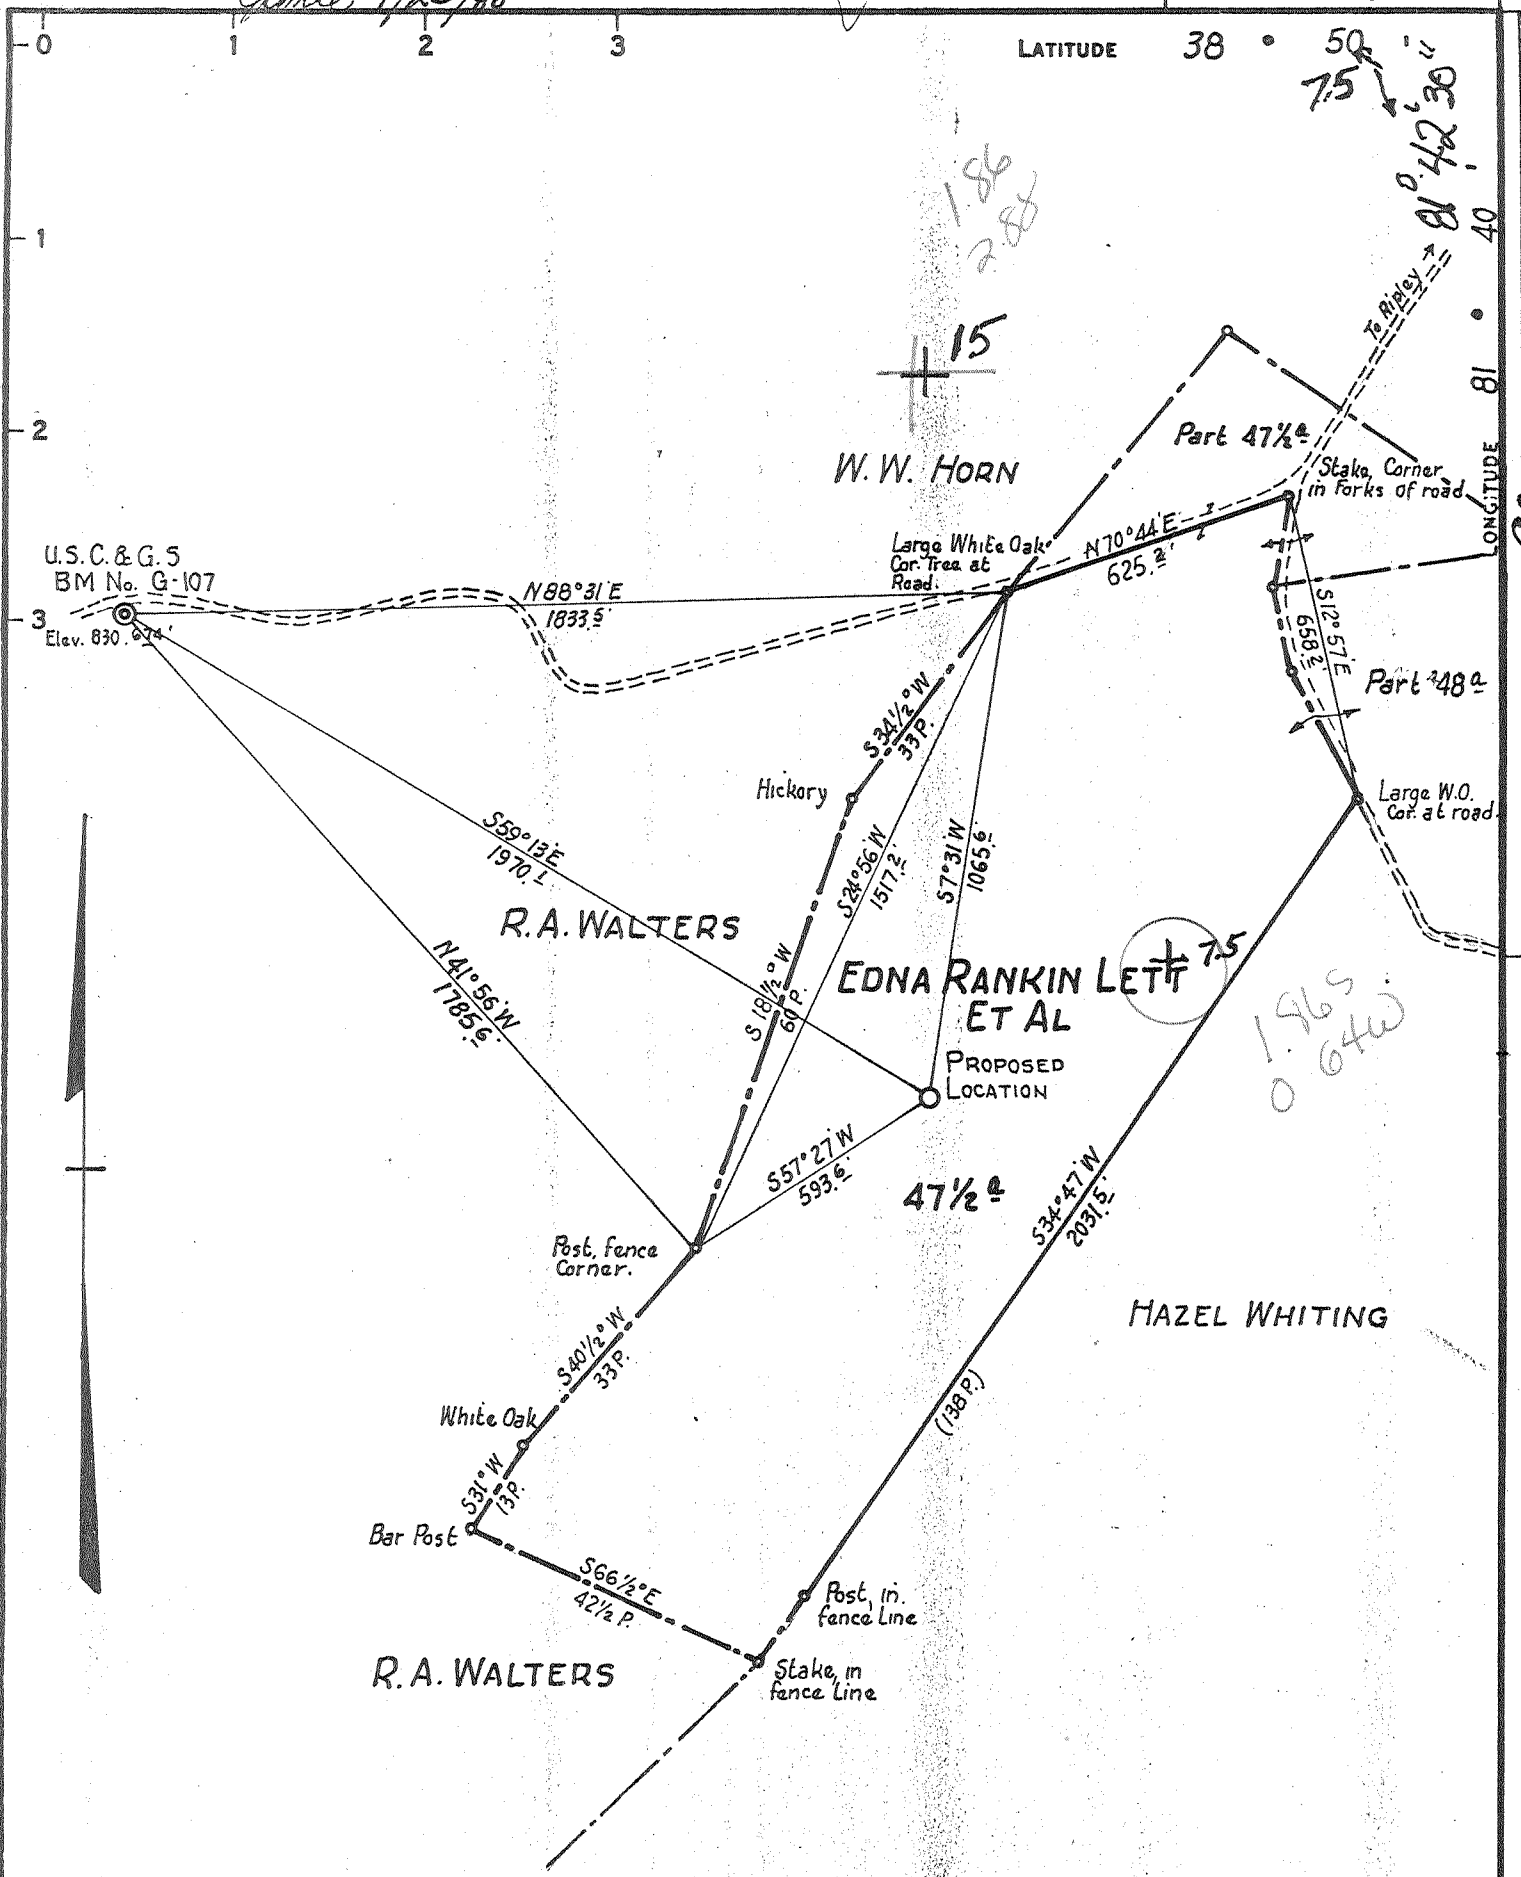 0 1 2 3
LATITUDE 38 ° 50 '
7.5
81° 42' 30"
LONGITUDE 81 ° 40 '
1
2
3
1.86
2.88
15
To Ripley
Part 47½ a
W. W. HORN
Stake, Corner
in Forks of road
Large White Oak
Cor. Tree at
Road.
N70°44'E
625.2'
U.S.C. & G.S
BM No. G-107
Elev. 830.674'
N88°31'E
1833.5'
S12°57'E
658.2'
Part 48 a
S34½°W
33 P.
Hickory
Large W.O.
Cor. at road.
S59°13'E
1970.1'
S24°56'W
1517.2'
S7°31'W
1065.6'
R. A. WALTERS
N41°56'W
1785.6'
S 18½°W
60 P.
EDNA RANKIN LETT
ET AL
7.5
1.86 S
0.64 W
PROPOSED
LOCATION
S57°27'W
593.6'
47½ a
S34°47'W
2031.5'
(138 P.)
Post, fence
Corner.
HAZEL WHITING
S40½°W
33 P.
White Oak
S31°W
13 P.
Bar Post
S66½°E
42½ P.
Post, in
fence Line
R. A. WALTERS
Stake, in
fence Line